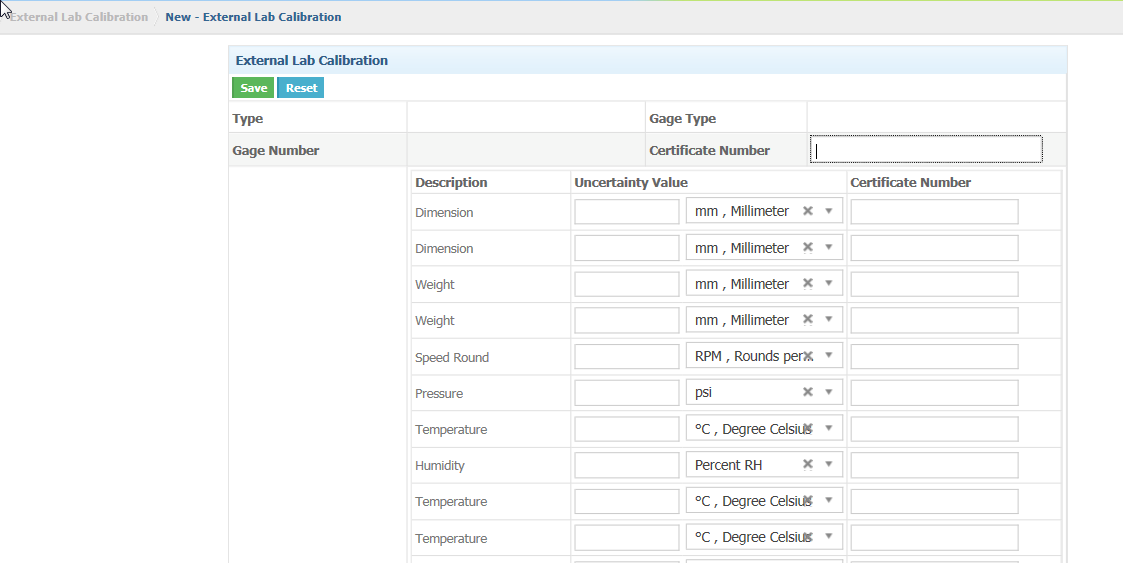 External Lab Calibration New - External Lab Calibration
External Lab Calibration
Save Reset
Type Gage Type
Gage Number Certificate Number
Description Uncertainty Value Certificate Number
Dimension mm , Millimeter
Dimension mm , Millimeter
Weight mm , Millimeter
Weight mm , Millimeter
Speed Round RPM , Rounds per...
Pressure psi
Temperature °C , Degree Celsius
Humidity Percent RH
Temperature °C , Degree Celsius
Temperature °C , Degree Celsius